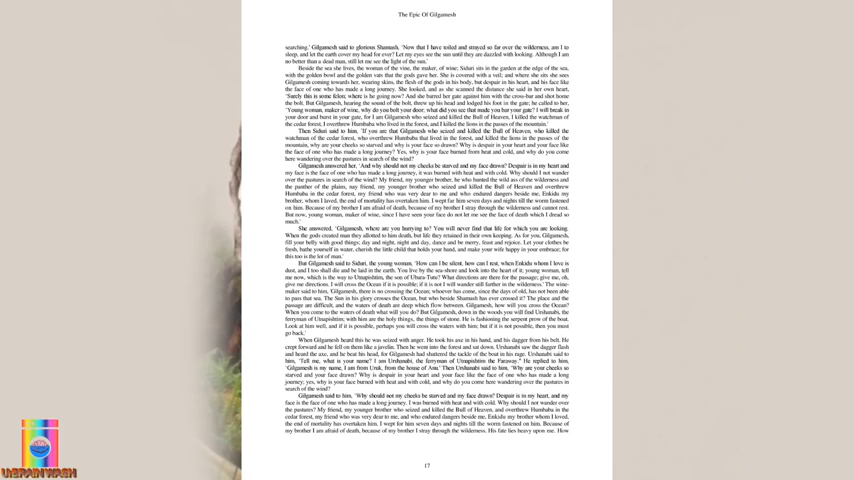 The Epic Of Gilgamesh
searching.' Gilgamesh said to glorious Shamash, 'Now that I have toiled and strayed so far over the wilderness, am I to
sleep, and let the earth cover my head for ever? Let my eyes see the sun until they are dazzled with looking. Although I am
no better than a dead man, still let me see the light of the sun.'
Beside the sea she lives, the woman of the vine, the maker, of wine; Siduri sits in the garden at the edge of the sea,
with the golden bowl and the golden vats that the gods gave her. She is covered with a veil; and where she sits she sees
Gilgamesh coming towards her, wearing skins, the flesh of the gods in his body, but despair in his heart, and his face like
the face of one who has made a long journey. She looked, and as she scanned the distance she said in her own heart,
'Surely this is some felon; where is he going now? And she barred her gate against him with the cross-bar and shot home
the bolt. But Gilgamesh, hearing the sound of the bolt, threw up his head and lodged his foot in the gate; he called to her,
'Young woman, maker of wine, why do you bolt your door; what did you see that made you bar your gate? I will break in
your door and burst in your gate, for I am Gilgamesh who seized and killed the Bull of Heaven, I killed the watchman of
the cedar forest, I overthrew Humbaba who lived in the forest, and I killed the lions in the passes of the mountain.'
Then Siduri said to him, 'If you are that Gilgamesh who seized and killed the Bull of Heaven, who killed the
watchman of the cedar forest, who overthrew Humbaba that lived in the forest, and killed the lions in the passes of the
mountain, why are your cheeks so starved and why is your face so drawn? Why is despair in your heart and your face like
the face of one who has made a long journey? Yes, why is your face burned from heat and cold, and why do you come
here wandering over the pastures in search of the wind?
Gilgamesh answered her, 'And why should not my cheeks be starved and my face drawn? Despair is in my heart and
my face is the face of one who has made a long journey, it was burned with heat and with cold. Why should I not wander
over the pastures in search of the wind? My friend, my younger brother, he who hunted the wild ass of the wilderness and
the panther of the plains, my friend, my younger brother who seized and killed the Bull of Heaven and overthrew
Humbaba in the cedar forest, my friend who was very dear to me and who endured dangers beside me, Enkidu my
brother, whom I loved, the end of mortality has overtaken him. I wept for him seven days and nights till the worm fastened
on him. Because of my brother I am afraid of death, because of my brother I stray through the wilderness and cannot rest.
But now, young woman, maker of wine, since I have seen your face do not let me see the face of death which I dread so
much.'
She answered, 'Gilgamesh, where are you hurrying to? You will never find that life for which you are looking.
When the gods created man they allotted to him death, but life they retained in their own keeping. As for you, Gilgamesh,
fill your belly with good things; day and night, night and day, dance and be merry, feast and rejoice. Let your clothes be
fresh, bathe yourself in water, cherish the little child that holds your hand, and make your wife happy in your embrace; for
this too is the lot of man.'
But Gilgamesh said to Siduri, the young woman, 'How can I be silent, how can I rest, when Enkidu whom I love is
dust, and I too shall die and be laid in the earth. You live by the sea-shore and look into the heart of it; young woman, tell
me now, which is the way to Utnapishtim, the son of Ubara-Tutu? What directions are there for the passage; give me, oh,
give me directions. I will cross the Ocean if it is possible; if it is not I will wander still farther in the wilderness.' The wine-
maker said to him, 'Gilgamesh, there is no crossing the Ocean; whoever has come, since the days of old, has not been able
to pass that sea. The Sun in his glory crosses the Ocean, but who beside Shamash has ever crossed it? The place and the
passage are difficult, and the waters of death are deep which flow between. Gilgamesh, how will you cross the Ocean?
When you come to the waters of death what will you do? But Gilgamesh, down in the woods you will find Urshanabi, the
ferryman of Utnapishtim; with him are the holy things, the things of stone. He is fashioning the serpent prow of the boat.
Look at him well, and if it is possible, perhaps you will cross the waters with him; but if it is not possible, then you must
go back.'
When Gilgamesh heard this he was seized with anger. He took his axe in his hand, and his dagger from his belt. He
crept forward and he fell on them like a javelin. Then he went into the forest and sat down. Urshanabi saw the dagger flash
and heard the axe, and he beat his head, for Gilgamesh had shattered the tackle of the boat in his rage. Urshanabi said to
him, 'Tell me, what is your name? I am Urshanabi, the ferryman of Utnapishtim the Faraway.' He replied to him,
'Gilgamesh is my name, I am from Uruk, from the house of Anu.' Then Urshanabi said to him, 'Why are your cheeks so
starved and your face drawn? Why is despair in your heart and your face like the face of one who has made a long
journey; yes, why is your face burned with heat and with cold, and why do you come here wandering over the pastures in
search of the wind?
Gilgamesh said to him, 'Why should not my cheeks be starved and my face drawn? Despair is in my heart, and my
face is the face of one who has made a long journey. I was burned with heat and with cold. Why should I not wander over
the pastures? My friend, my younger brother who seized and killed the Bull of Heaven, and overthrew Humbaba in the
cedar forest, my friend who was very dear to me, and who endured dangers beside me, Enkidu my brother whom I loved,
the end of mortality has overtaken him. I wept for him seven days and nights till the worm fastened on him. Because of
my brother I am afraid of death, because of my brother I stray through the wilderness. His fate lies heavy upon me. How
17